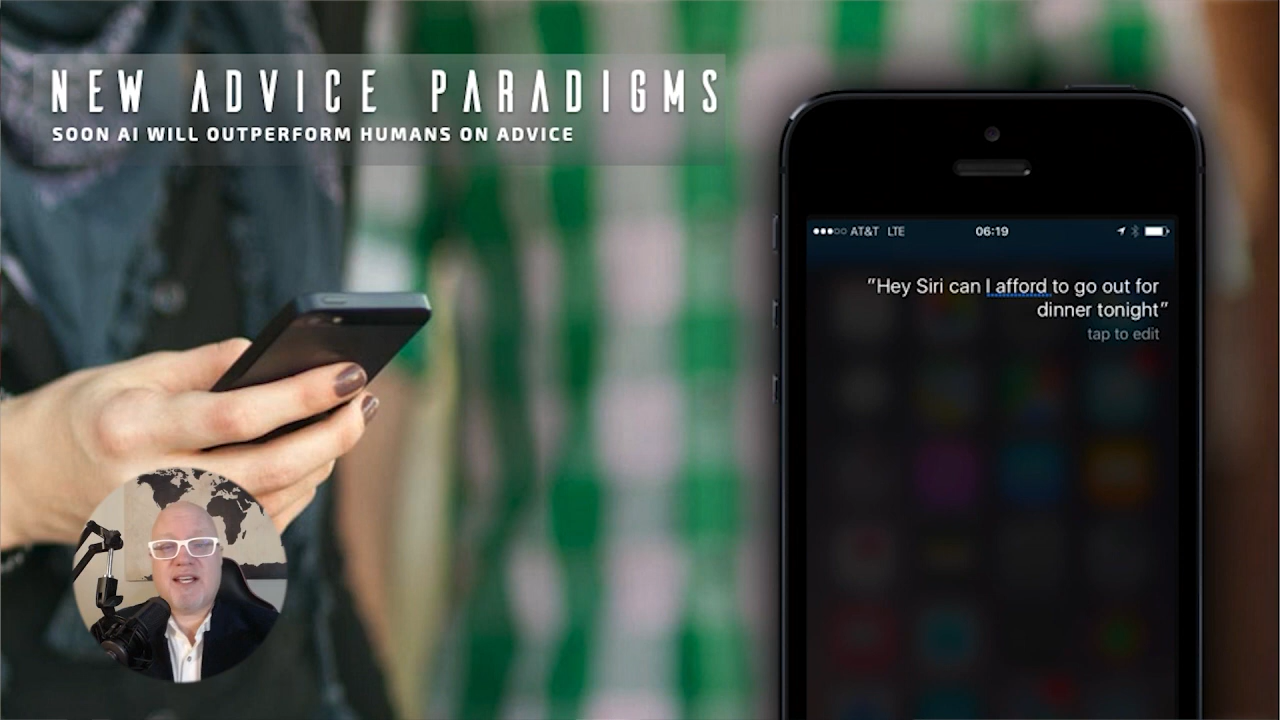 NEW ADVICE PARADIGMS
SOON AI WILL OUTPERFORM HUMANS ON ADVICE
AT&T LTE 06:19
"Hey Siri can I afford to go out for
dinner tonight"
tap to edit